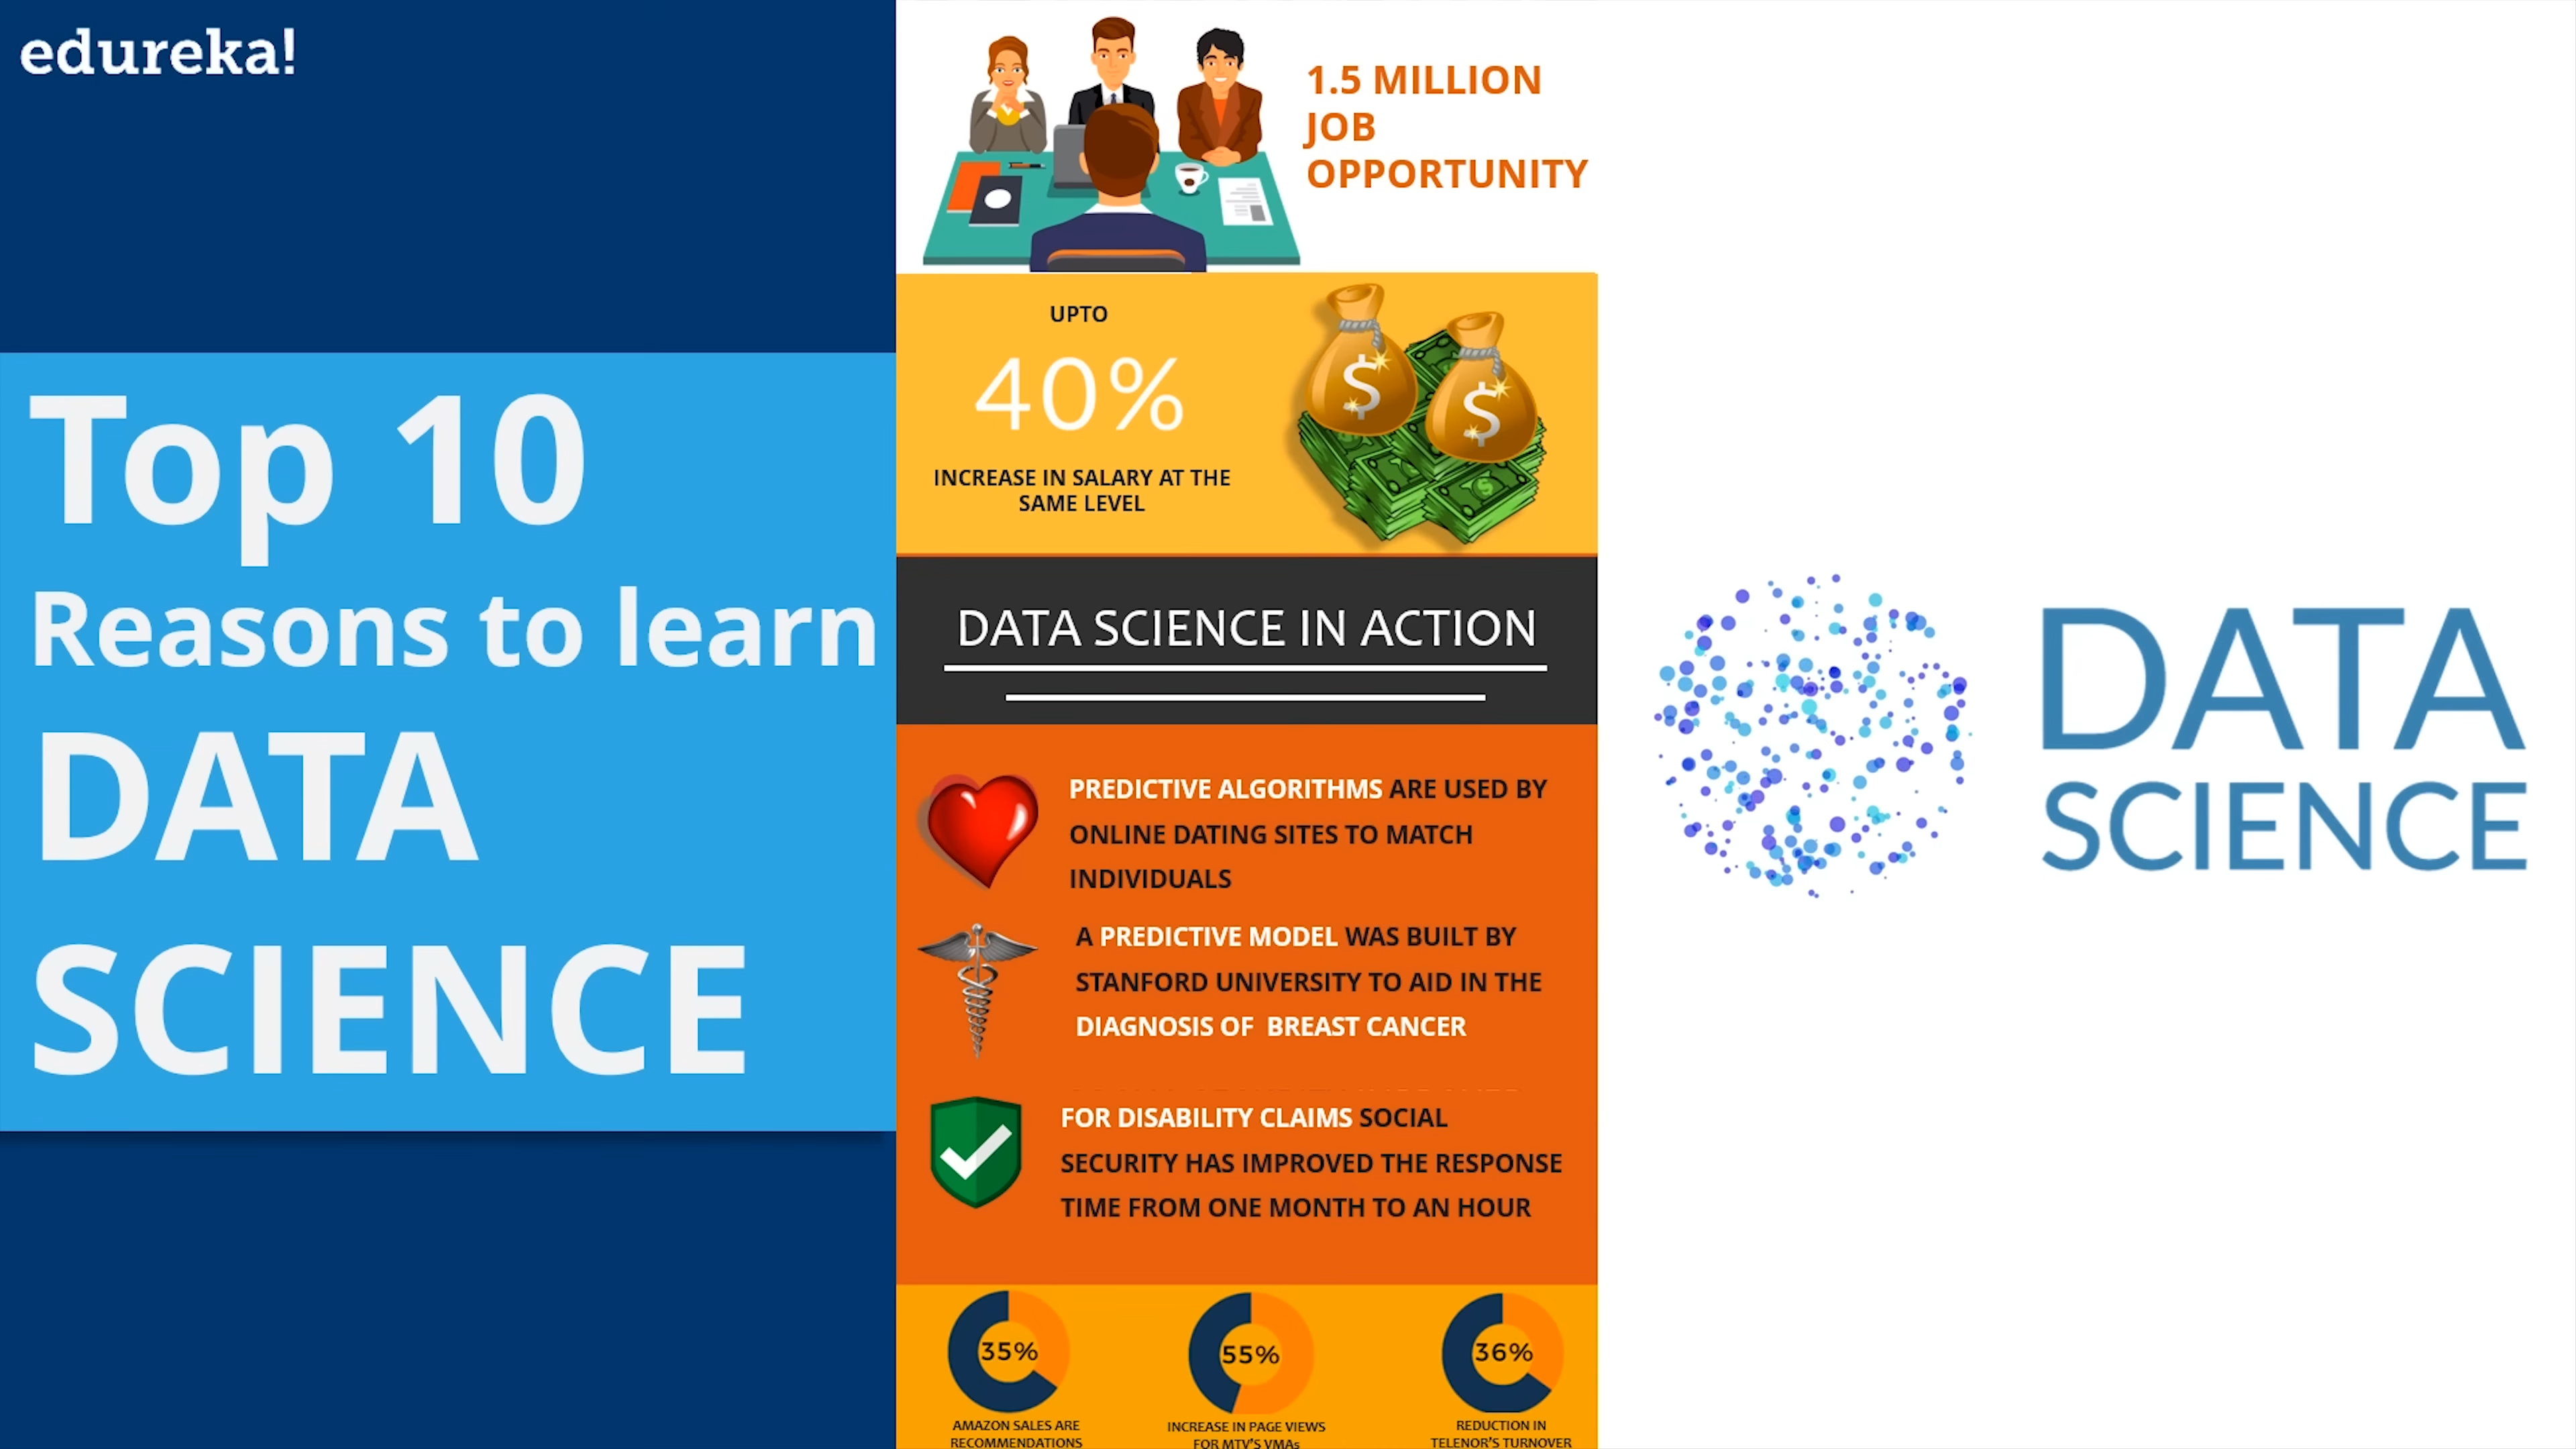 edureka!
Top 10
Reasons to learn
DATA
SCIENCE
1.5 MILLION
JOB
OPPORTUNITY
UPTO
40%
INCREASE IN SALARY AT THE
SAME LEVEL
DATA SCIENCE IN ACTION
PREDICTIVE ALGORITHMS ARE USED BY
ONLINE DATING SITES TO MATCH
INDIVIDUALS
A PREDICTIVE MODEL WAS BUILT BY
STANFORD UNIVERSITY TO AID IN THE
DIAGNOSIS OF BREAST CANCER
FOR DISABILITY CLAIMS SOCIAL
SECURITY HAS IMPROVED THE RESPONSE
TIME FROM ONE MONTH TO AN HOUR
35%
AMAZON SALES ARE
RECOMMENDATIONS
55%
INCREASE IN PAGE VIEWS
FOR MTV'S VMAs
36%
REDUCTION IN
TELENOR'S TURNOVER
DATA
SCIENCE